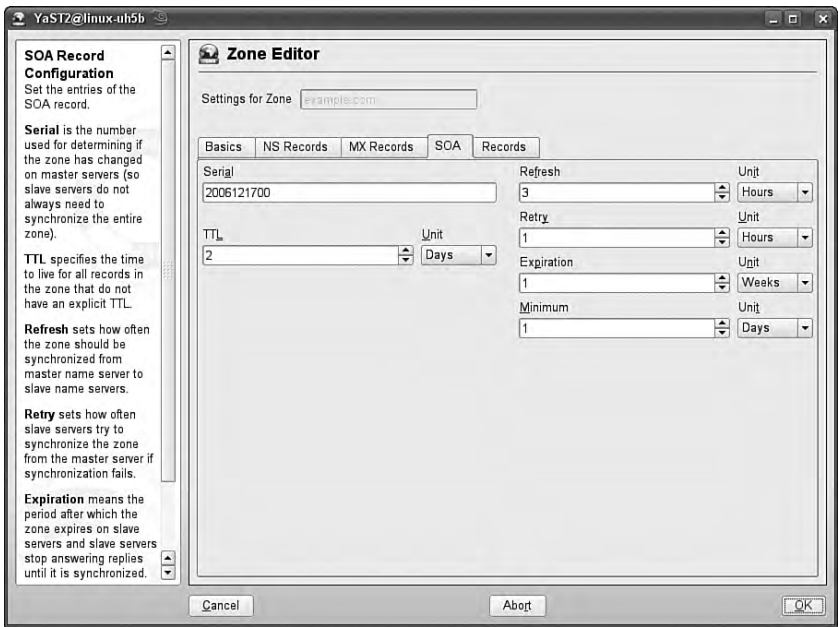 YaST2@linux-uh5b
SOA Record
Configuration
Set the entries of the
SOA record.
Serial is the number
used for determining if
the zone has changed
on master servers (so
slave servers do not
always need to
synchronize the entire
zone).
TTL specifies the time
to live for all records in
the zone that do not
have an explicit TTL.
Refresh sets how often
the zone should be
synchronized from
master name server to
slave name servers.
Retry sets how often
slave servers try to
synchronize the zone
from the master server if
synchronization fails.
Expiration means the
period after which the
zone expires on slave
servers and slave servers
stop answering replies
until it is synchronized.
Zone Editor
Settings for Zone example.com
Basics NS Records MX Records SOA Records
Serial
2006121700
TTL Unit
2 Days
Refresh Unit
3 Hours
Retry Unit
1 Hours
Expiration Unit
1 Weeks
Minimum Unit
1 Days
Cancel Abort OK